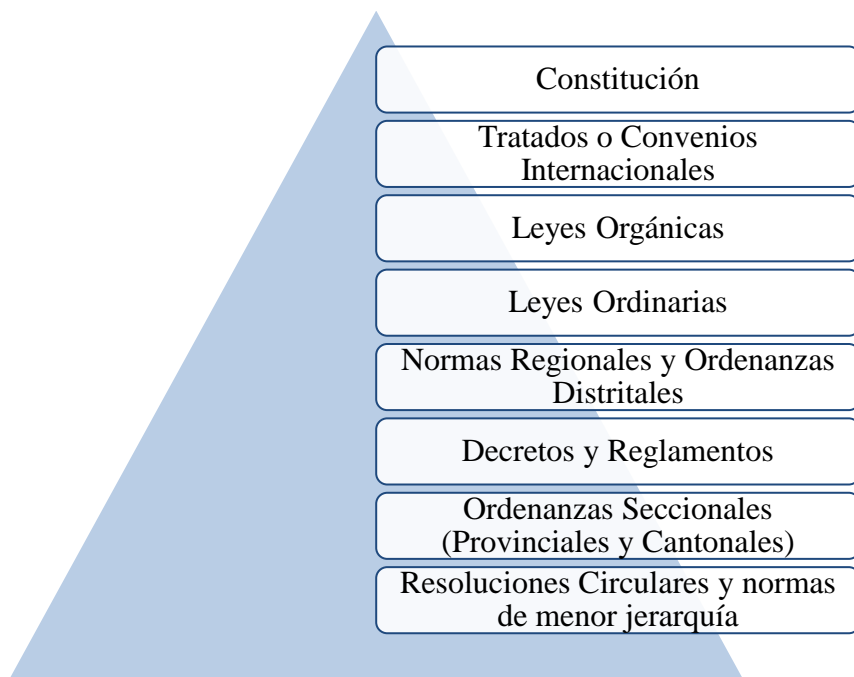 Constitución
Tratados o Convenios
Internacionales
Leyes Orgánicas
Leyes Ordinarias
Normas Regionales y Ordenanzas
Distritales
Decretos y Reglamentos
Ordenanzas Seccionales
(Provinciales y Cantonales)
Resoluciones Circulares y normas
de menor jerarquía